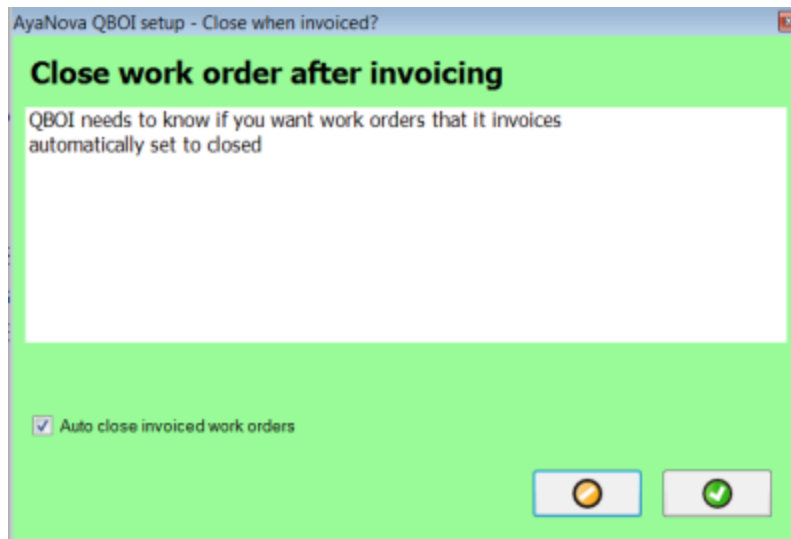 AyaNova QBOI setup - Close when invoiced?
Close work order after invoicing
QBOI needs to know if you want work orders that it invoices
automatically set to closed
Auto close invoiced work orders